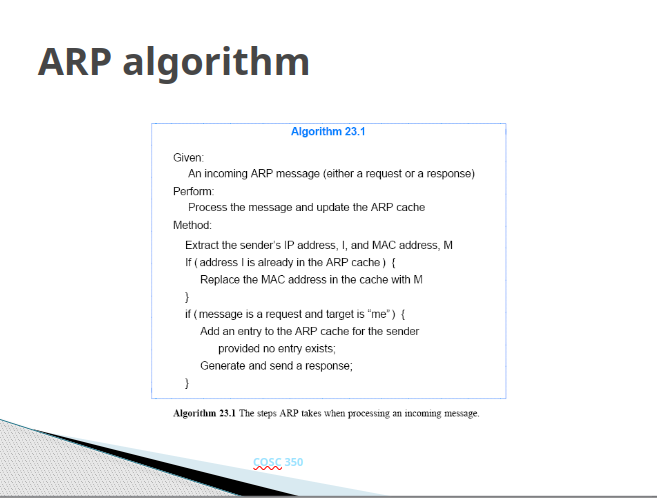 ARP algorithm
Algorithm 23.1
Given:
An incoming ARP message (either a request or a response)
Perform:
Process the message and update the ARP cache
Method:
Extract the sender's IP address, I, and MAC address, M
If ( address I is already in the ARP cache ) {
Replace the MAC address in the cache with M
}
if ( message is a request and target is “me” ) {
Add an entry to the ARP cache for the sender
provided no entry exists;
Generate and send a response;
}
Algorithm 23.1 The steps ARP takes when processing an incoming message.
COSC 350